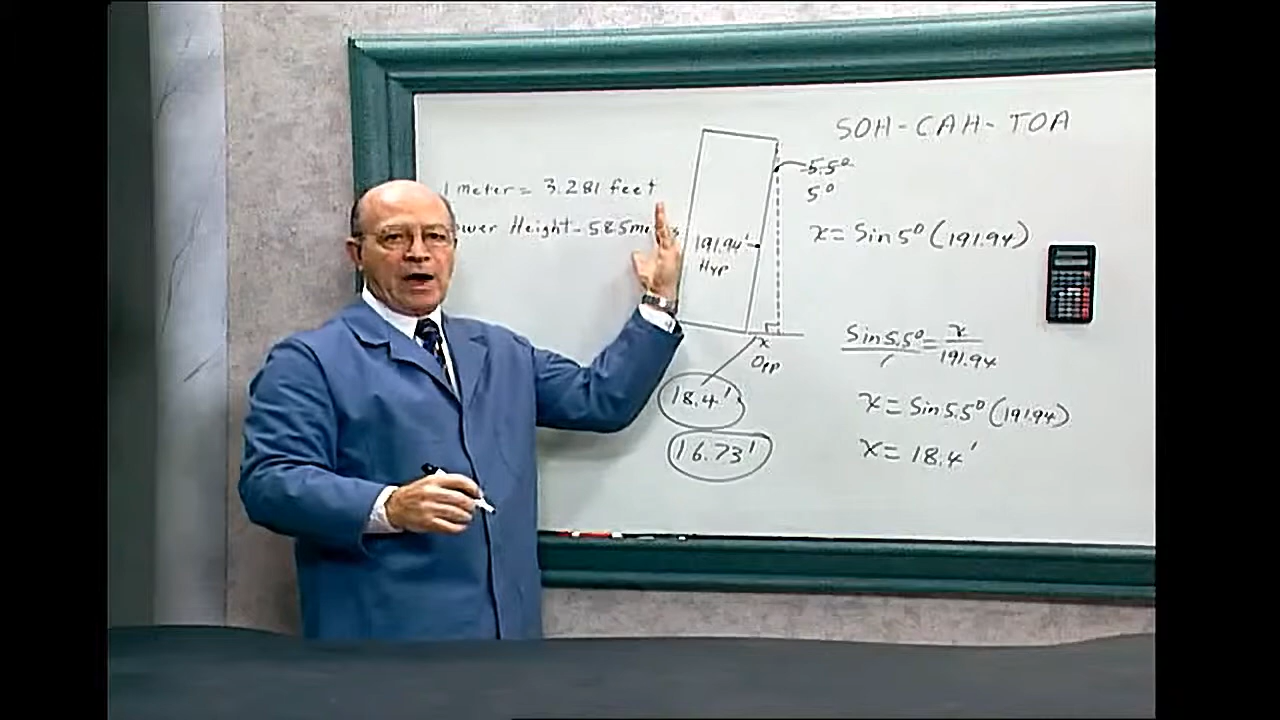 SOH-CAH-TOA
1 meter = 3.281 feet
Height - 58.5
5.5°
5°
x = Sin 5° (191.94)
191.94'
Hyp
Sin 5.5° = x
1 191.94
x
Opp
18.4'
x = Sin 5.5° (191.94)
16.73'
x = 18.4'